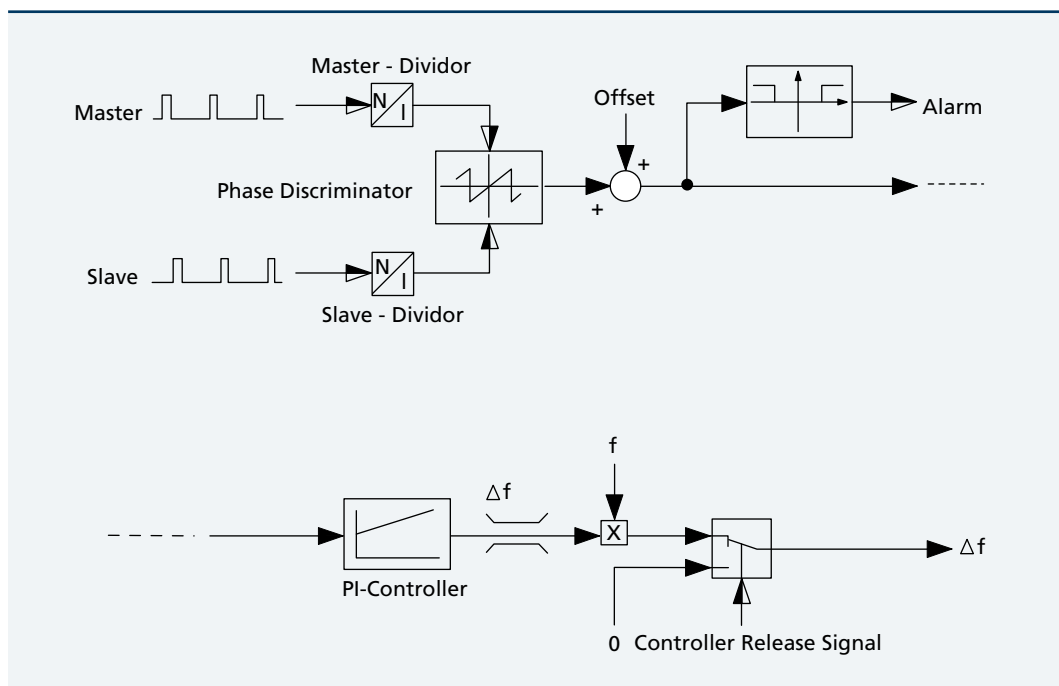 Master - Dividor
Master
N
I
Offset
Alarm
+
+
Phase Discriminator
Slave
N
I
Slave - Dividor
f
Δf
X
Δf
PI-Controller
0
Controller Release Signal